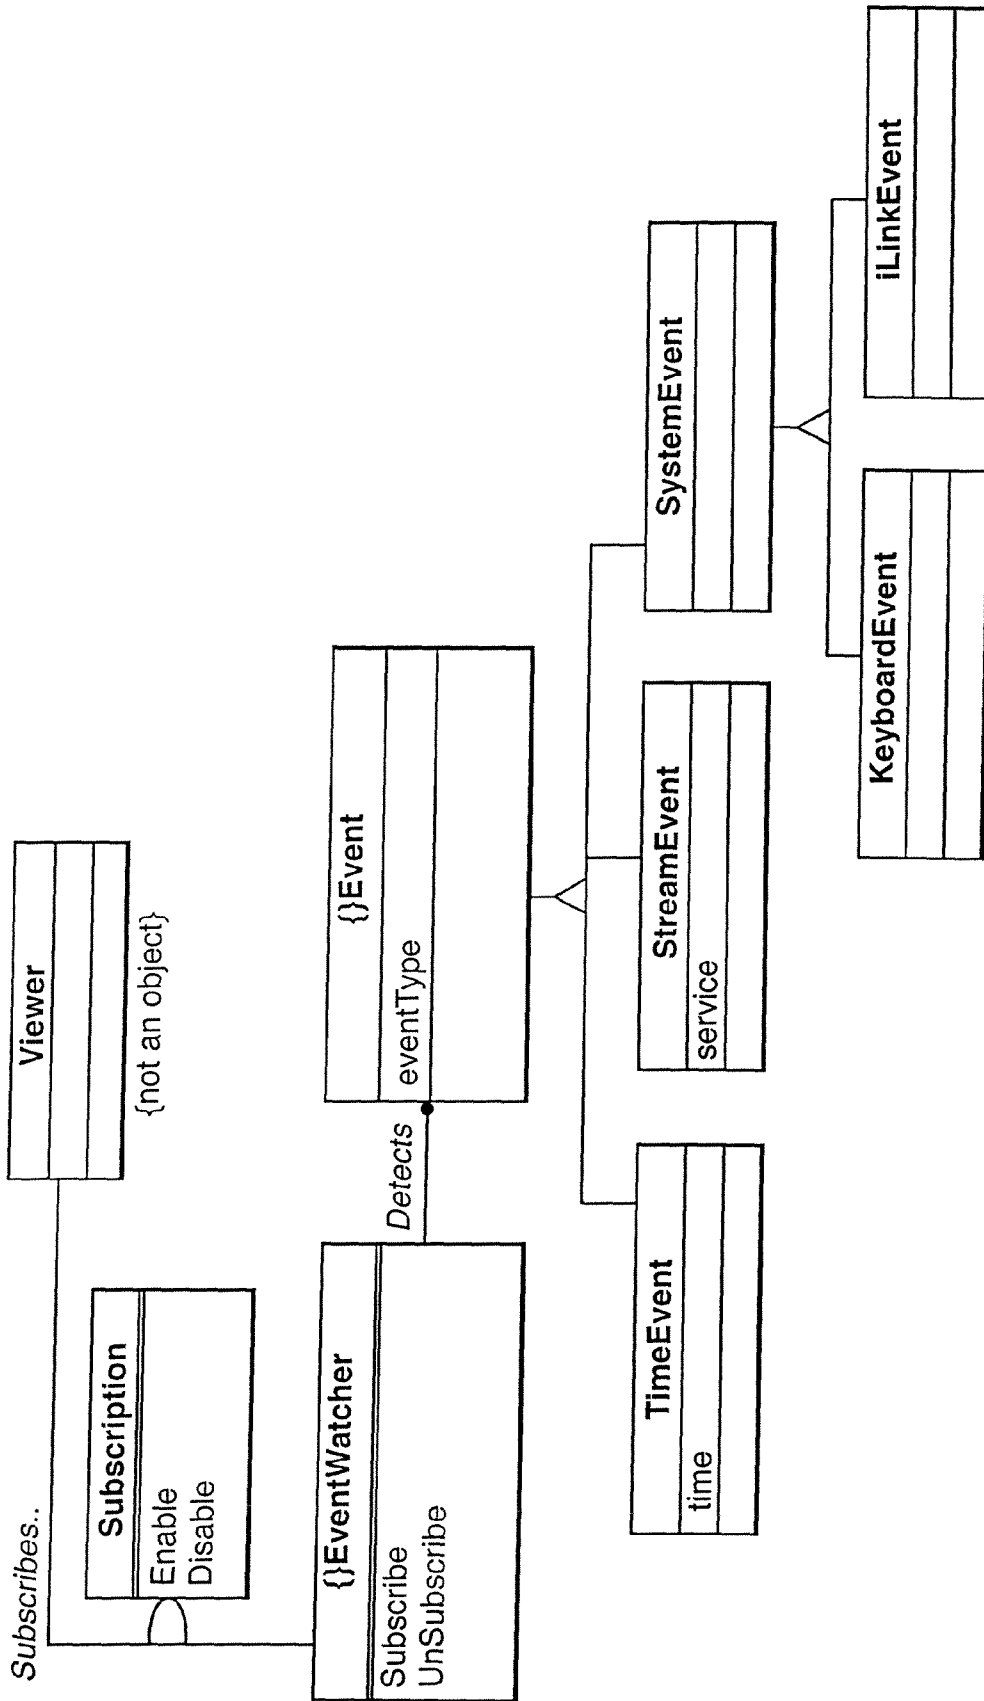 Subscribes..
Viewer
{not an object}
Subscription
Enable
Disable
{}EventWatcher
Subscribe
UnSubscribe
Detects
{}Event
eventType
TimeEvent
time
StreamEvent
service
SystemEvent
KeyboardEvent
iLinkEvent